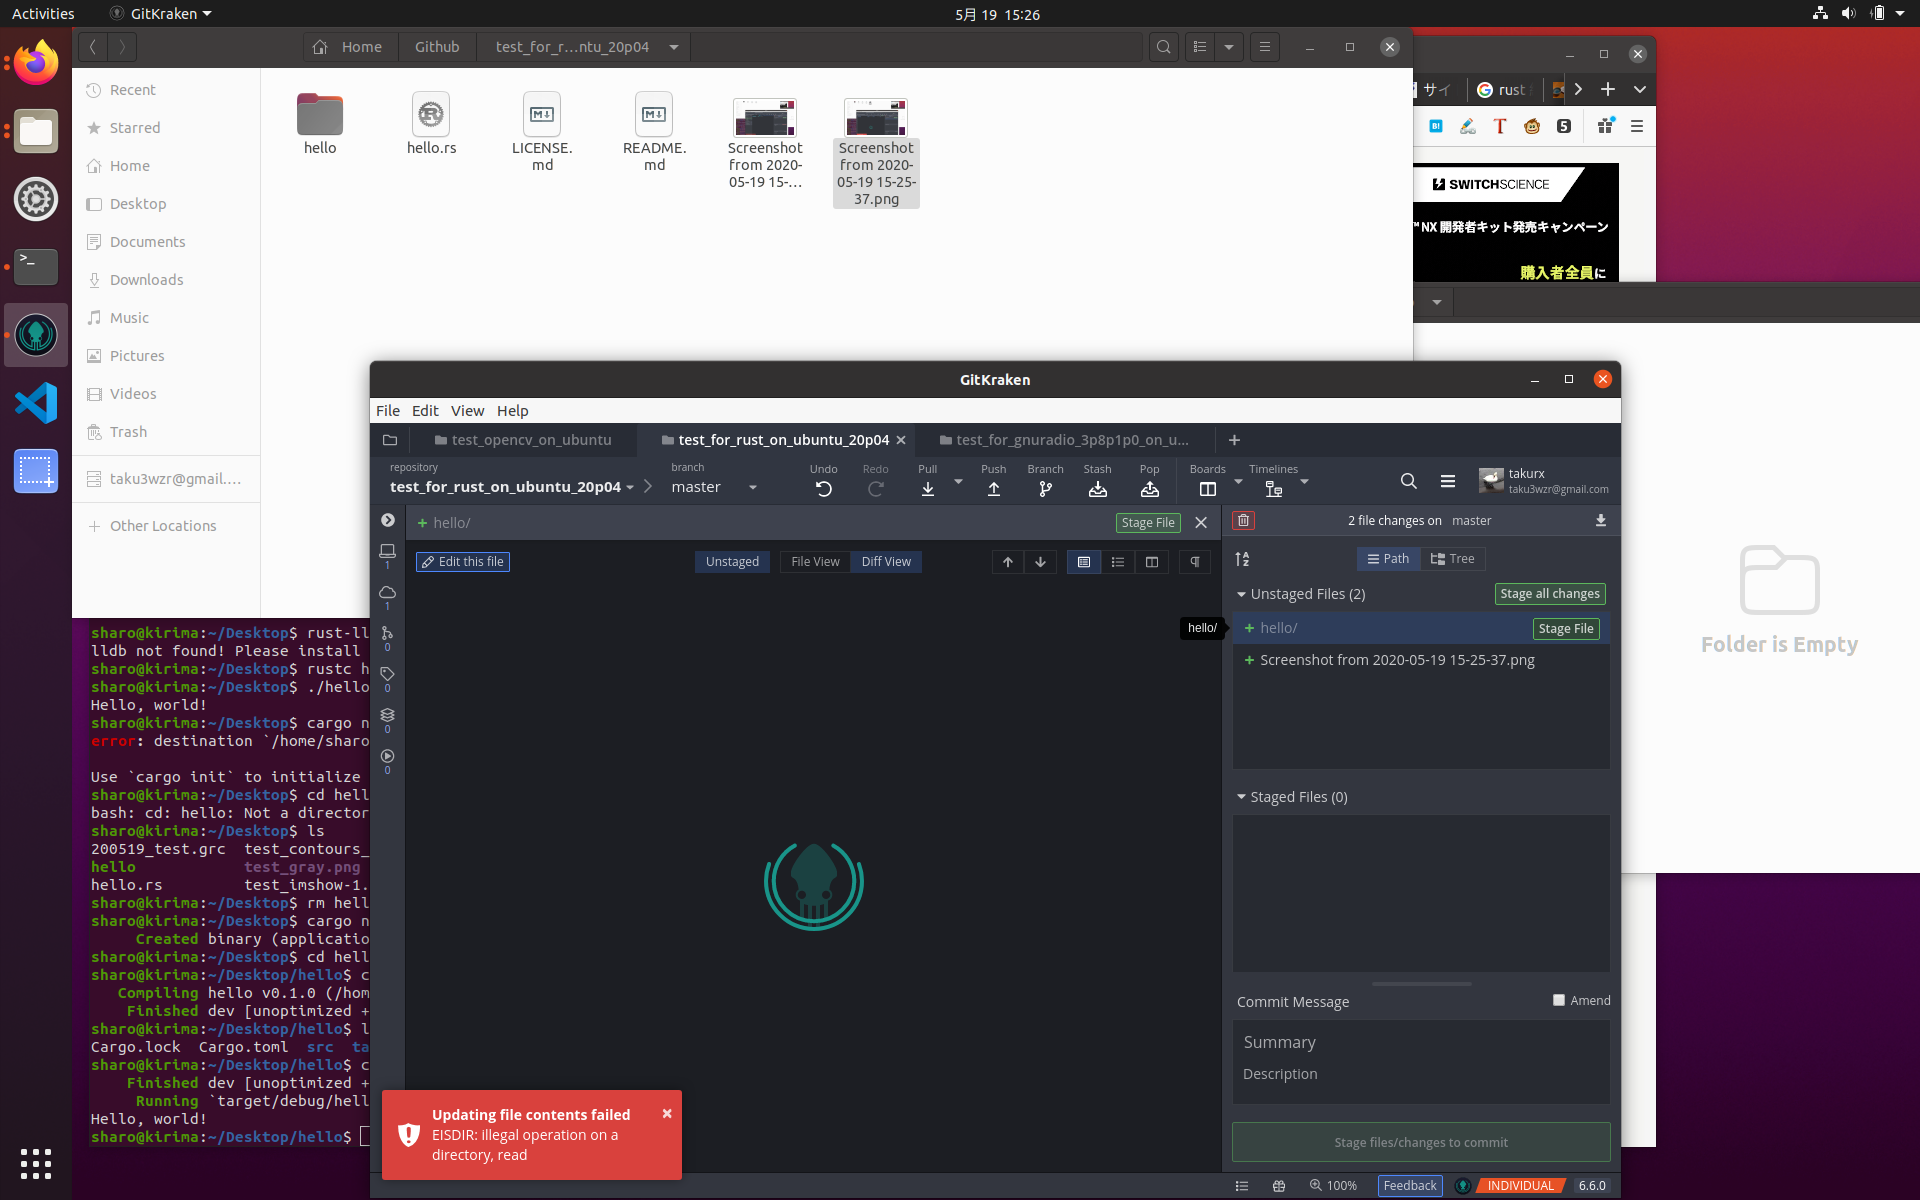 Activities
GitKraken
5月 19 15:26
Home
Github
test_for_r…ntu_20p04
Recent
Starred
Home
Desktop
Documents
Downloads
Music
Pictures
Videos
Trash
taku3wzr@gmail.…
Other Locations
hello
hello.rs
LICENSE.
md
README.
md
Screenshot
from 2020-
05-19 15-…
Screenshot
from 2020-
05-19 15-25-
37.png
サイ
rust
B!
T
5
SWITCHSCIENCE
NX 開発者キット発売キャンペーン
購入者全員に
Folder is Empty
sharo@kirima:~/Desktop$ rust-ll
lldb not found! Please install
sharo@kirima:~/Desktop$ rustc h
sharo@kirima:~/Desktop$ ./hello
Hello, world!
sharo@kirima:~/Desktop$ cargo n
error: destination `/home/sharo
Use `cargo init` to initialize
sharo@kirima:~/Desktop$ cd hell
bash: cd: hello: Not a director
sharo@kirima:~/Desktop$ ls
200519_test.grc test_contours_
hello test_gray.png
hello.rs test_imshow-1.
sharo@kirima:~/Desktop$ rm hell
sharo@kirima:~/Desktop$ cargo n
Created binary (applicatio
sharo@kirima:~/Desktop$ cd hell
sharo@kirima:~/Desktop/hello$ c
Compiling hello v0.1.0 (/hom
Finished dev [unoptimized +
sharo@kirima:~/Desktop/hello$ l
Cargo.lock Cargo.toml src ta
sharo@kirima:~/Desktop/hello$ c
Finished dev [unoptimized +
Running `target/debug/hell
Hello, world!
sharo@kirima:~/Desktop/hello$
GitKraken
File Edit View Help
test_opencv_on_ubuntu
test_for_rust_on_ubuntu_20p04
test_for_gnuradio_3p8p1p0_on_u...
repository
test_for_rust_on_ubuntu_20p04
branch
master
Undo
Redo
Pull
Push
Branch
Stash
Pop
Boards
Timelines
takurx
taku3wzr@gmail.com
1
1
0
0
0
0
+ hello/
Stage File
Edit this file
Unstaged
File View
Diff View
2 file changes on master
Path
Tree
Unstaged Files (2)
Stage all changes
hello/
+ hello/
Stage File
+ Screenshot from 2020-05-19 15-25-37.png
Staged Files (0)
Commit Message
Amend
Summary
Description
Stage files/changes to commit
Updating file contents failed
EISDIR: illegal operation on a
directory, read
100%
Feedback
INDIVIDUAL
6.6.0